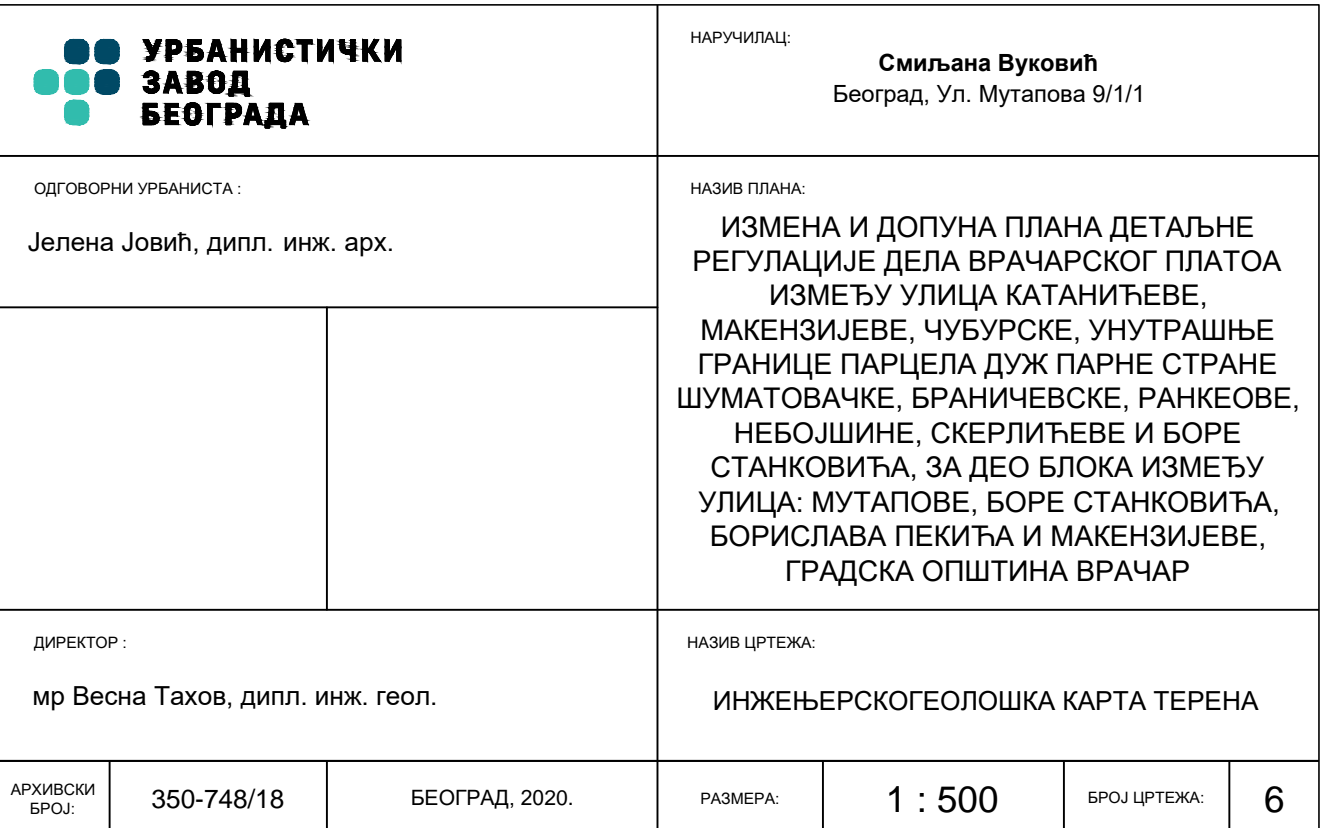 УРБАНИСТИЧКИ
ЗАВОД
БЕОГРАДА
НАРУЧИЛАЦ:
Смиљана Вуковић
Београд, Ул. Мутапова 9/1/1
ОДГОВОРНИ УРБАНИСТА :
Јелена Јовић, дипл. инж. арх.
НАЗИВ ПЛАНА:
ИЗМЕНА И ДОПУНА ПЛАНА ДЕТАЉНЕ
РЕГУЛАЦИЈЕ ДЕЛА ВРАЧАРСКОГ ПЛАТОА
ИЗМЕЂУ УЛИЦА КАТАНИЋЕВЕ,
МАКЕНЗИЈЕВЕ, ЧУБУРСКЕ, УНУТРАШЊЕ
ГРАНИЦЕ ПАРЦЕЛА ДУЖ ПАРНЕ СТРАНЕ
ШУМАТОВАЧКЕ, БРАНИЧЕВСКЕ, РАНКЕОВЕ,
НЕБОЈШИНЕ, СКЕРЛИЋЕВЕ И БОРЕ
СТАНКОВИЋА, ЗА ДЕО БЛОКА ИЗМЕЂУ
УЛИЦА: МУТАПОВЕ, БОРЕ СТАНКОВИЋА,
БОРИСЛАВА ПЕКИЋА И МАКЕНЗИЈЕВЕ,
ГРАДСКА ОПШТИНА ВРАЧАР
ДИРЕКТОР :
мр Весна Тахов, дипл. инж. геол.
НАЗИВ ЦРТЕЖА:
ИНЖЕЊЕРСКОГЕОЛОШКА КАРТА ТЕРЕНА
АРХИВСКИ
БРОЈ:
350-748/18
БЕОГРАД, 2020.
РАЗМЕРА:
1 : 500
БРОЈ ЦРТЕЖА:
6